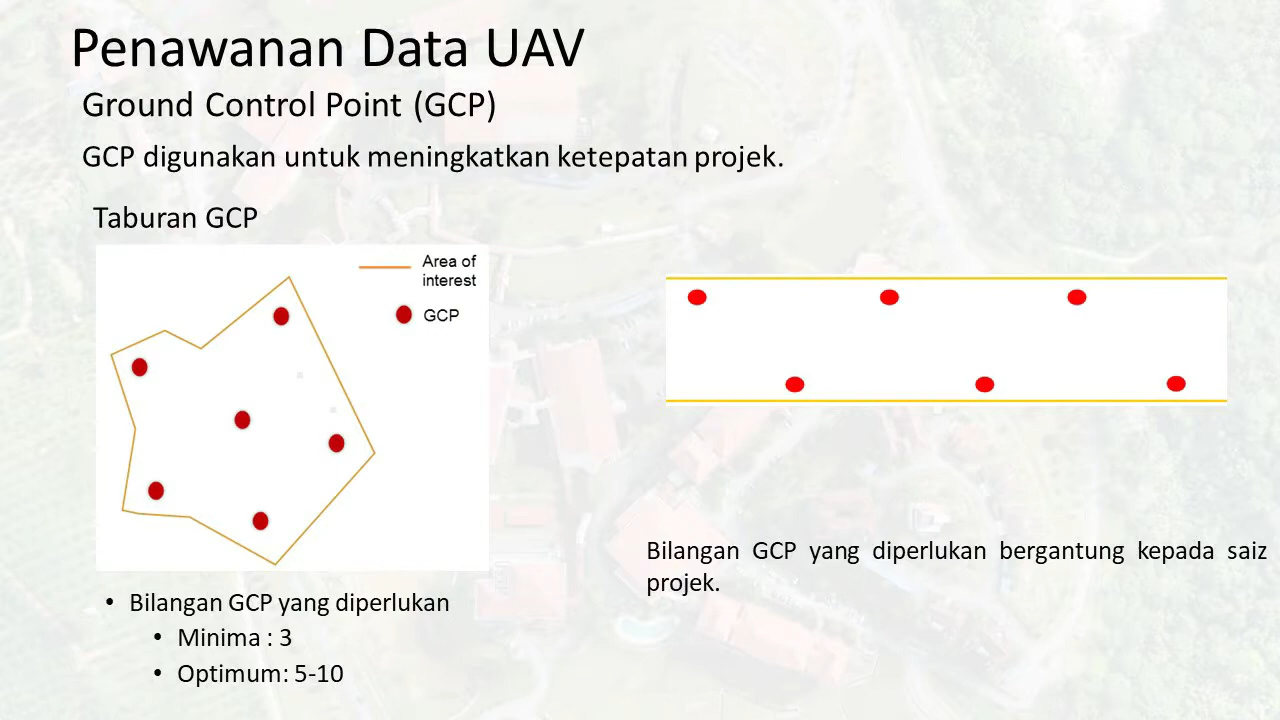 Penawanan Data UAV
Ground Control Point (GCP)
GCP digunakan untuk meningkatkan ketepatan projek.
Taburan GCP
Area of
interest
GCP
• Bilangan GCP yang diperlukan
• Minima : 3
• Optimum: 5-10
Bilangan GCP yang diperlukan bergantung kepada saiz
projek.